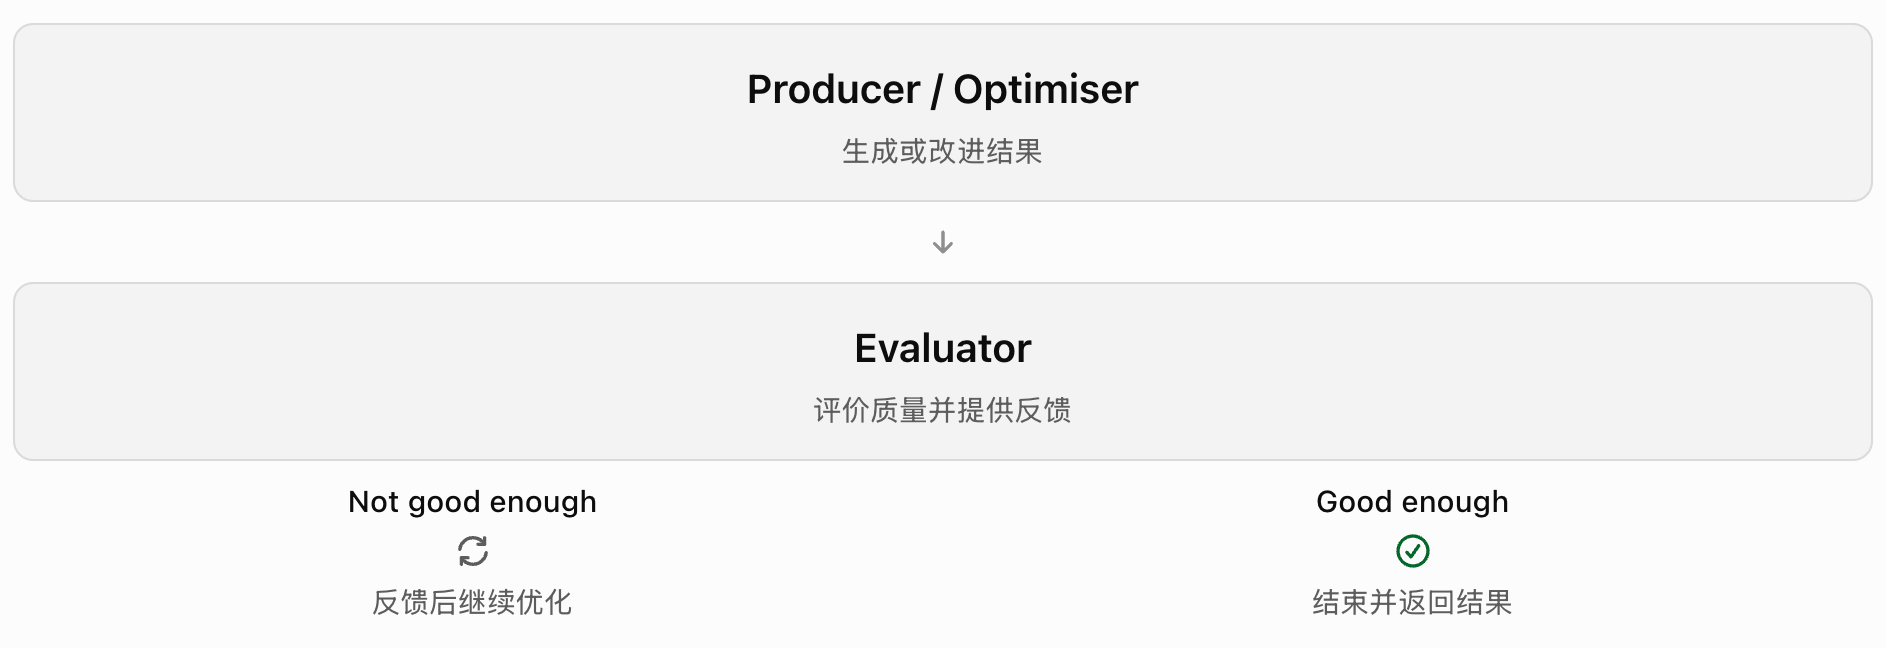 Producer / Optimiser
生成或改进结果
Evaluator
评价质量并提供反馈
Not good enough
反馈后继续优化
Good enough
结束并返回结果